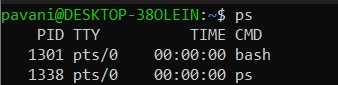 pavani@DESKTOP-38OLEIN:~$ ps
PID TTY TIME CMD
1301 pts/0 00:00:00 bash
1338 pts/0 00:00:00 ps